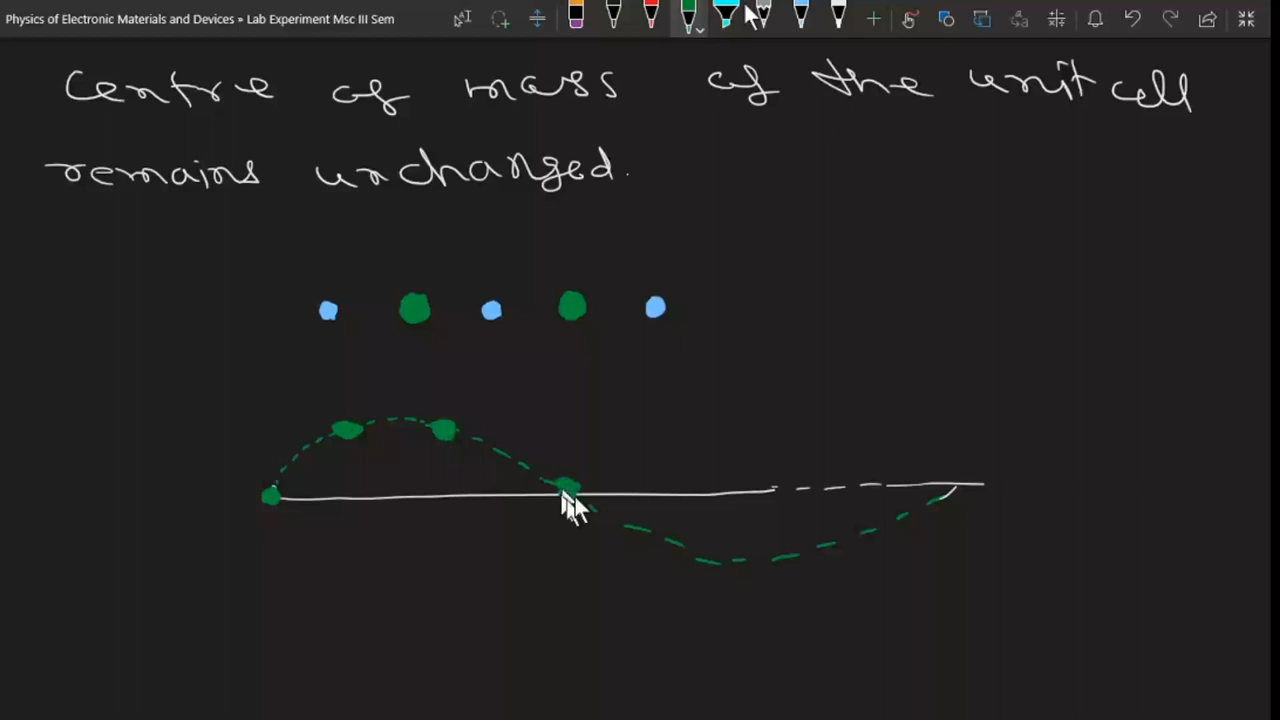 Physics of Electronic Materials and Devices » Lab Experiment Msc III Sem
Centre of mass of the unit cell
remains unchanged.